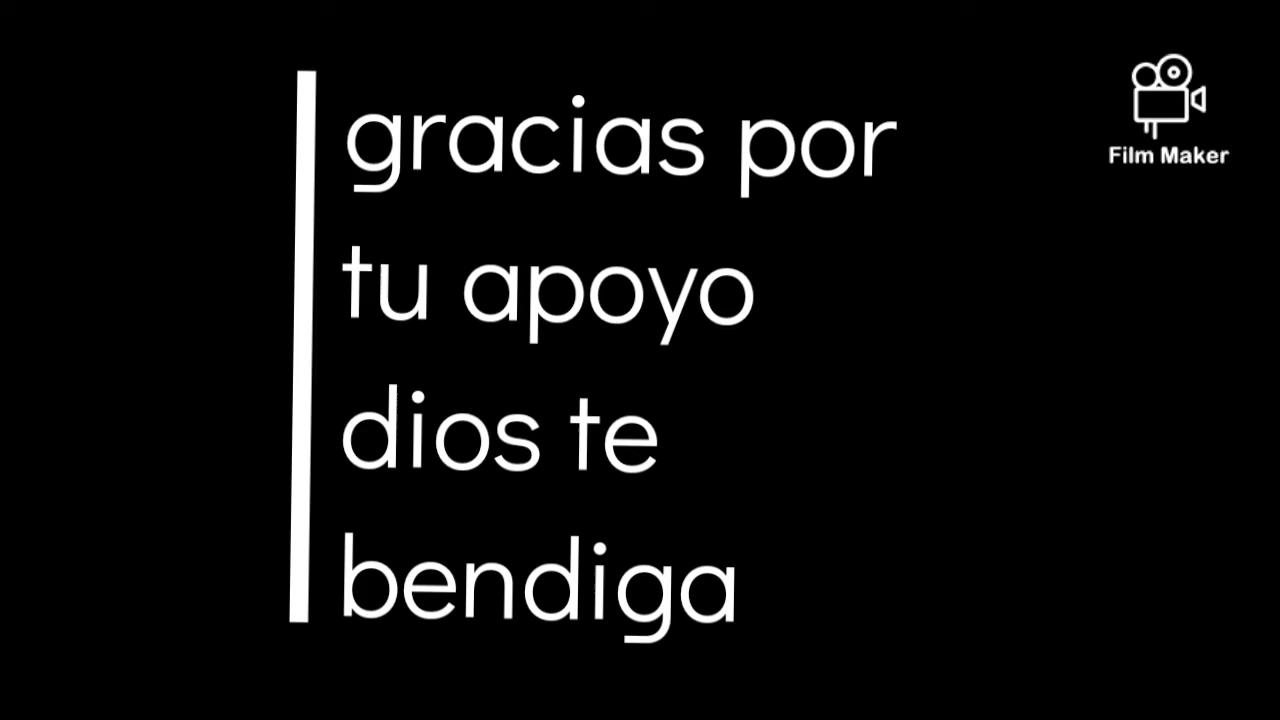 gracias por
tu apoyo
dios te
bendiga
Film Maker